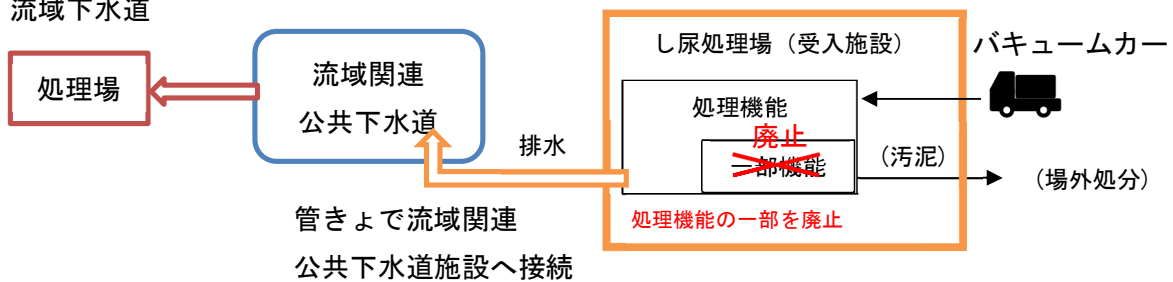 流域下水道
処理場
流域関連
公共下水道
排水
管きょで流域関連
公共下水道施設へ接続
し尿処理場（受入施設）
処理機能
廃止
一部機能
処理機能の一部を廃止
バキュームカー
（汚泥）
（場外処分）